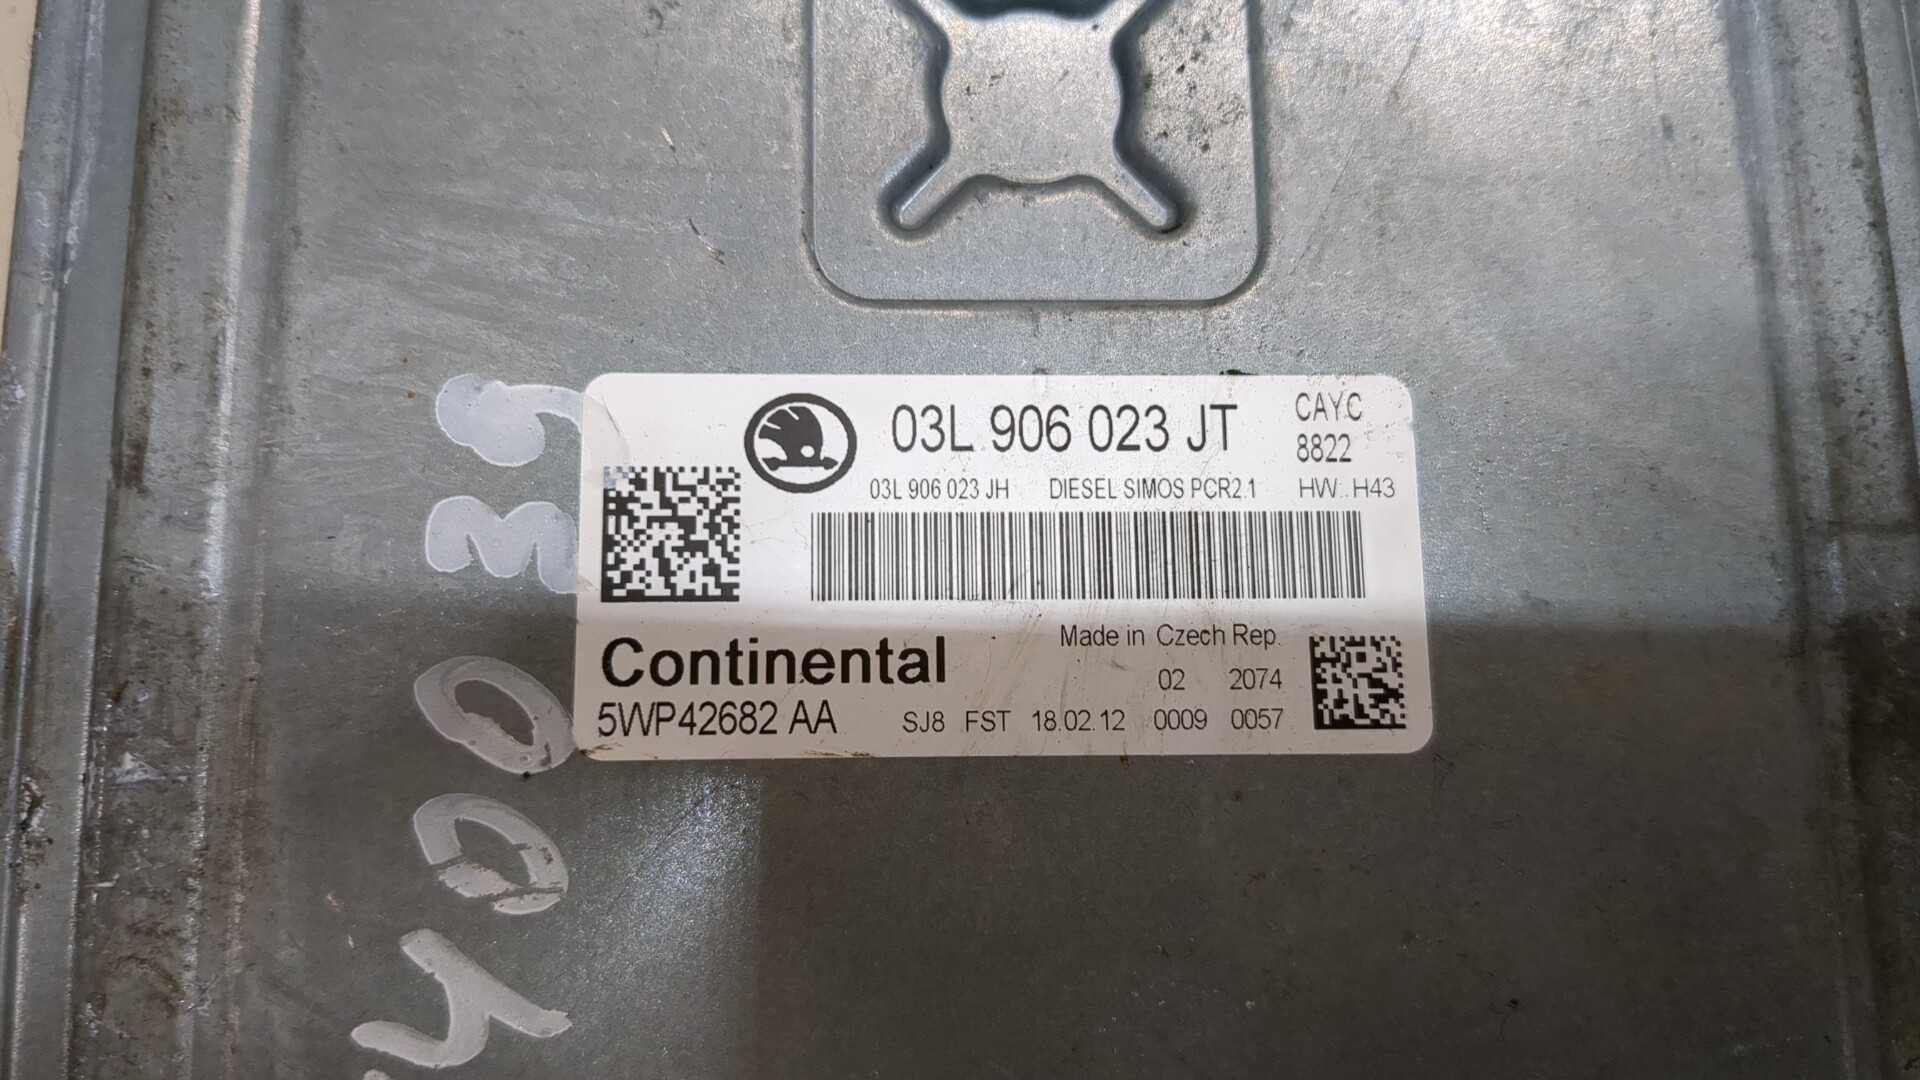 03L 906 023 JT
CAYC
8822
03L 906 023 JH DIESEL SIMOS PCR2.1 HW: H43
Made in Czech Rep.
Continental
02 2074
5WP42682 AA SJ8 FST 18.02.12 0009 0057